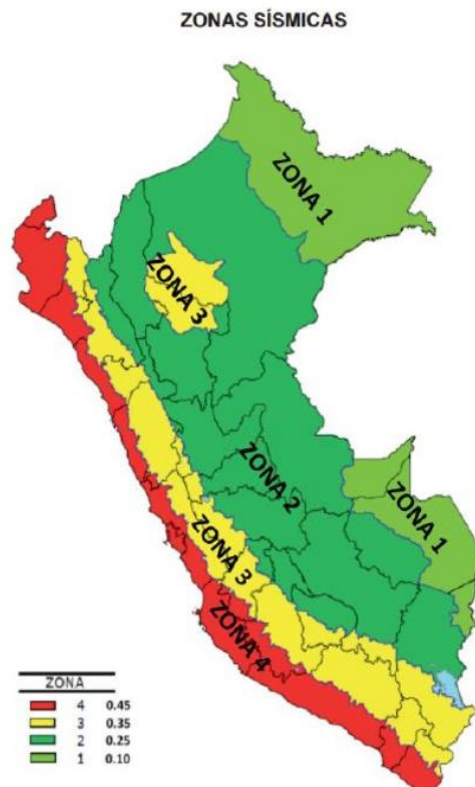 ZONAS SÍSMICAS
ZONA 1
ZONA 3
ZONA 2
ZONA 1
ZONA 3
ZONA 4
ZONA
4 0.45
3 0.35
2 0.25
1 0.10